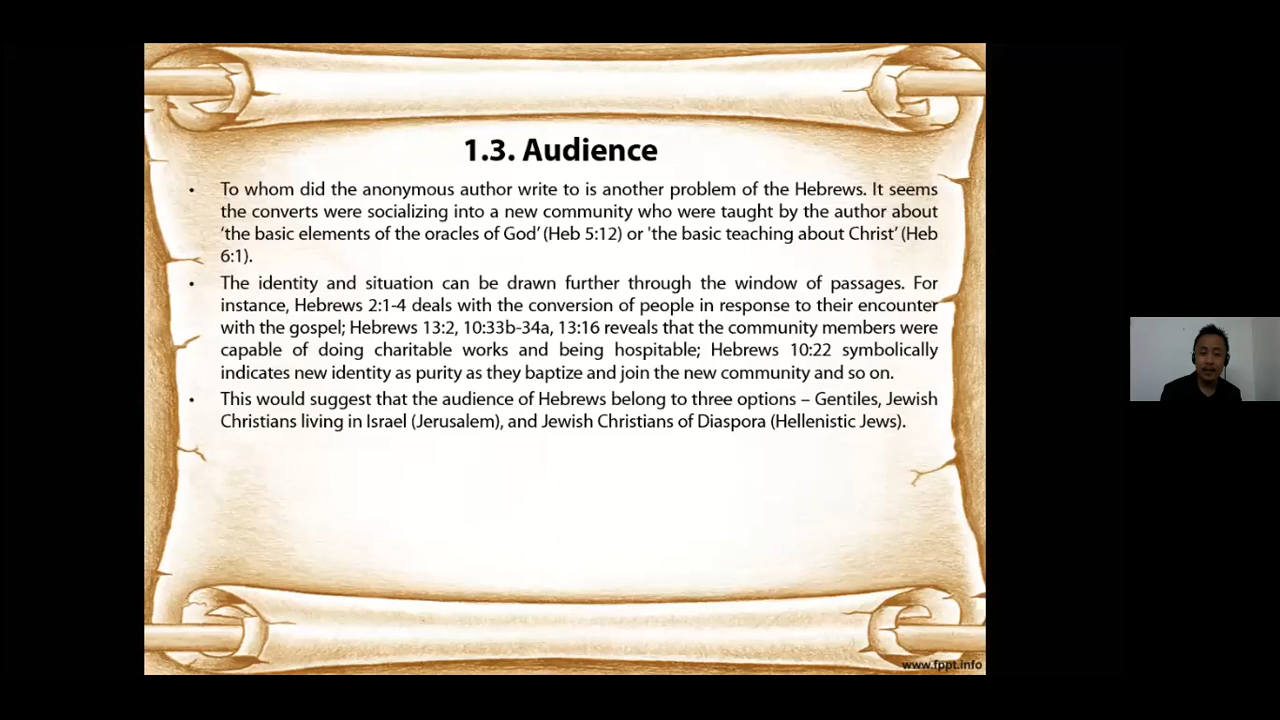 1.3. Audience
• To whom did the anonymous author write to is another problem of the Hebrews. It seems
the converts were socializing into a new community who were taught by the author about
‘the basic elements of the oracles of God’ (Heb 5:12) or 'the basic teaching about Christ’ (Heb
6:1).
• The identity and situation can be drawn further through the window of passages. For
instance, Hebrews 2:1-4 deals with the conversion of people in response to their encounter
with the gospel; Hebrews 13:2, 10:33b-34a, 13:16 reveals that the community members were
capable of doing charitable works and being hospitable; Hebrews 10:22 symbolically
indicates new identity as purity as they baptize and join the new community and so on.
• This would suggest that the audience of Hebrews belong to three options – Gentiles, Jewish
Christians living in Israel (Jerusalem), and Jewish Christians of Diaspora (Hellenistic Jews).
www.fppt.info